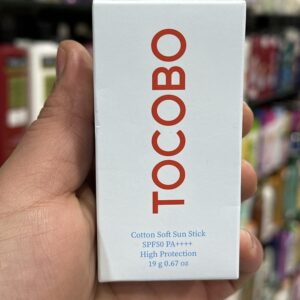 TOCOBO
Cotton Soft Sun Stick
SPF50 PA++++
High Protection
19 g 0.67 oz